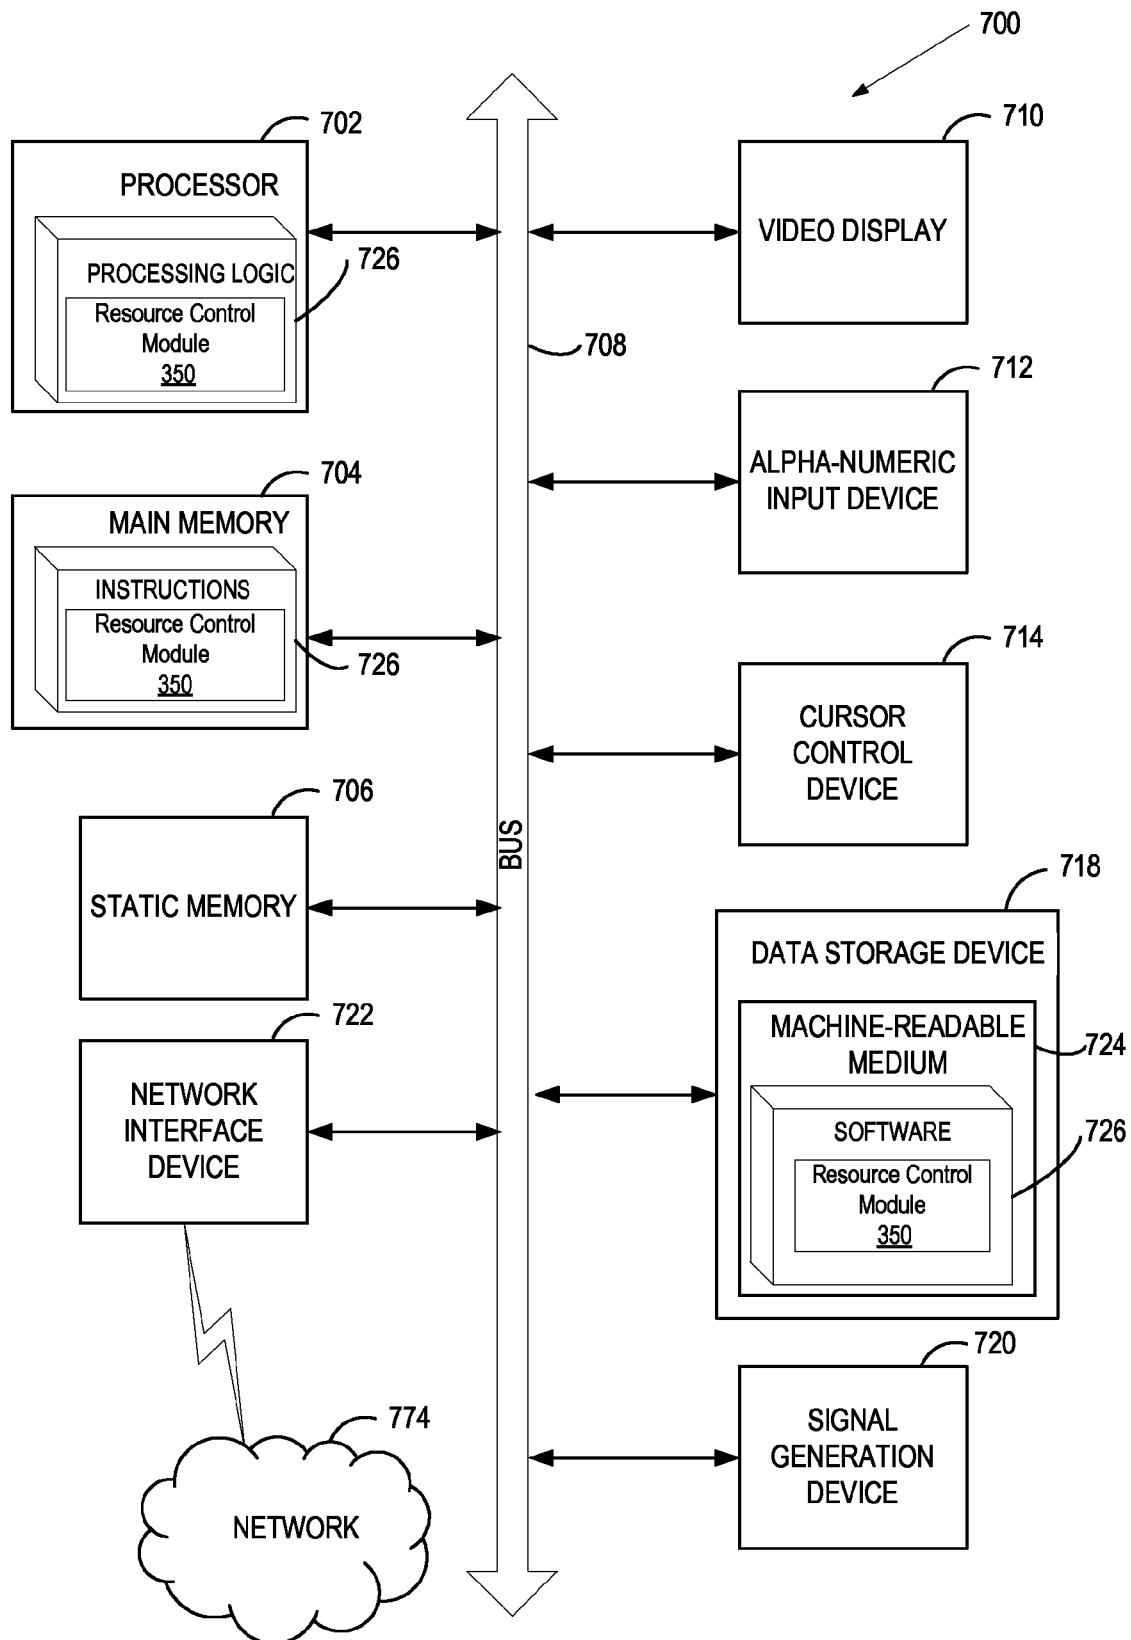 700
702
PROCESSOR
PROCESSING LOGIC
726
Resource Control
Module
350
704
MAIN MEMORY
INSTRUCTIONS
Resource Control
Module
350
726
706
STATIC MEMORY
722
NETWORK
INTERFACE
DEVICE
774
NETWORK
708
BUS
710
VIDEO DISPLAY
712
ALPHA-NUMERIC
INPUT DEVICE
714
CURSOR
CONTROL
DEVICE
718
DATA STORAGE DEVICE
MACHINE-READABLE
MEDIUM
724
SOFTWARE
726
Resource Control
Module
350
720
SIGNAL
GENERATION
DEVICE